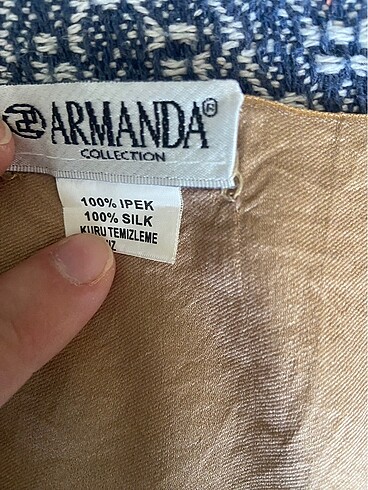 ARMANDA®
COLLECTION
100% IPEK
100% SILK
KURU TEMIZLEME